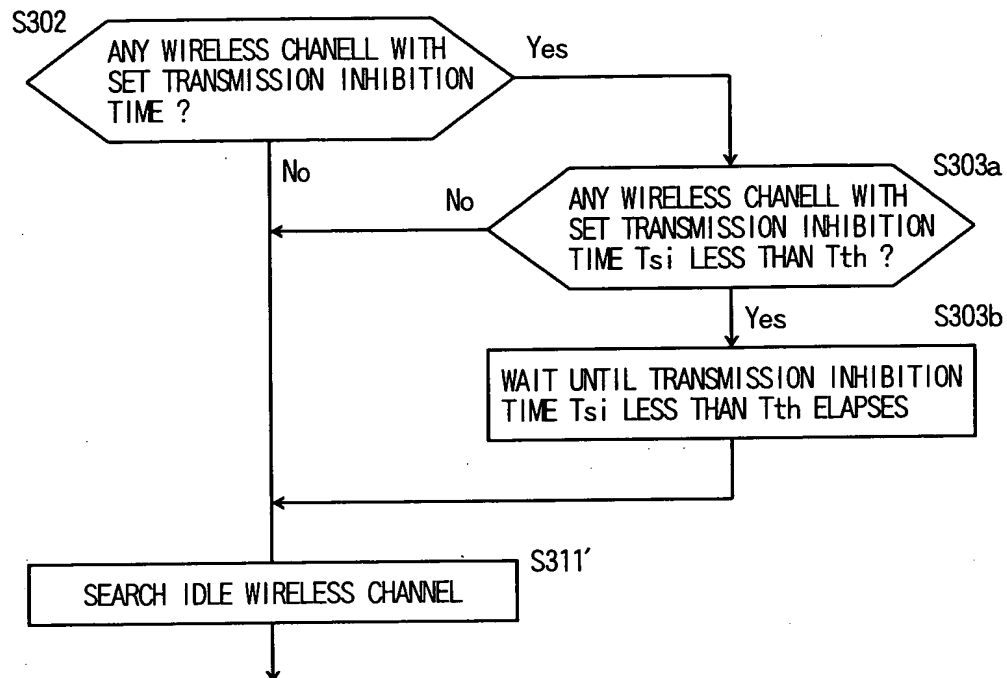 S302
ANY WIRELESS CHANELL WITH
SET TRANSMISSION INHIBITION
TIME ?
Yes
No
S303a
ANY WIRELESS CHANELL WITH
SET TRANSMISSION INHIBITION
TIME Tsi LESS THAN Tth ?
No
Yes
S303b
WAIT UNTIL TRANSMISSION INHIBITION
TIME Tsi LESS THAN Tth ELAPSES
S311′
SEARCH IDLE WIRELESS CHANNEL